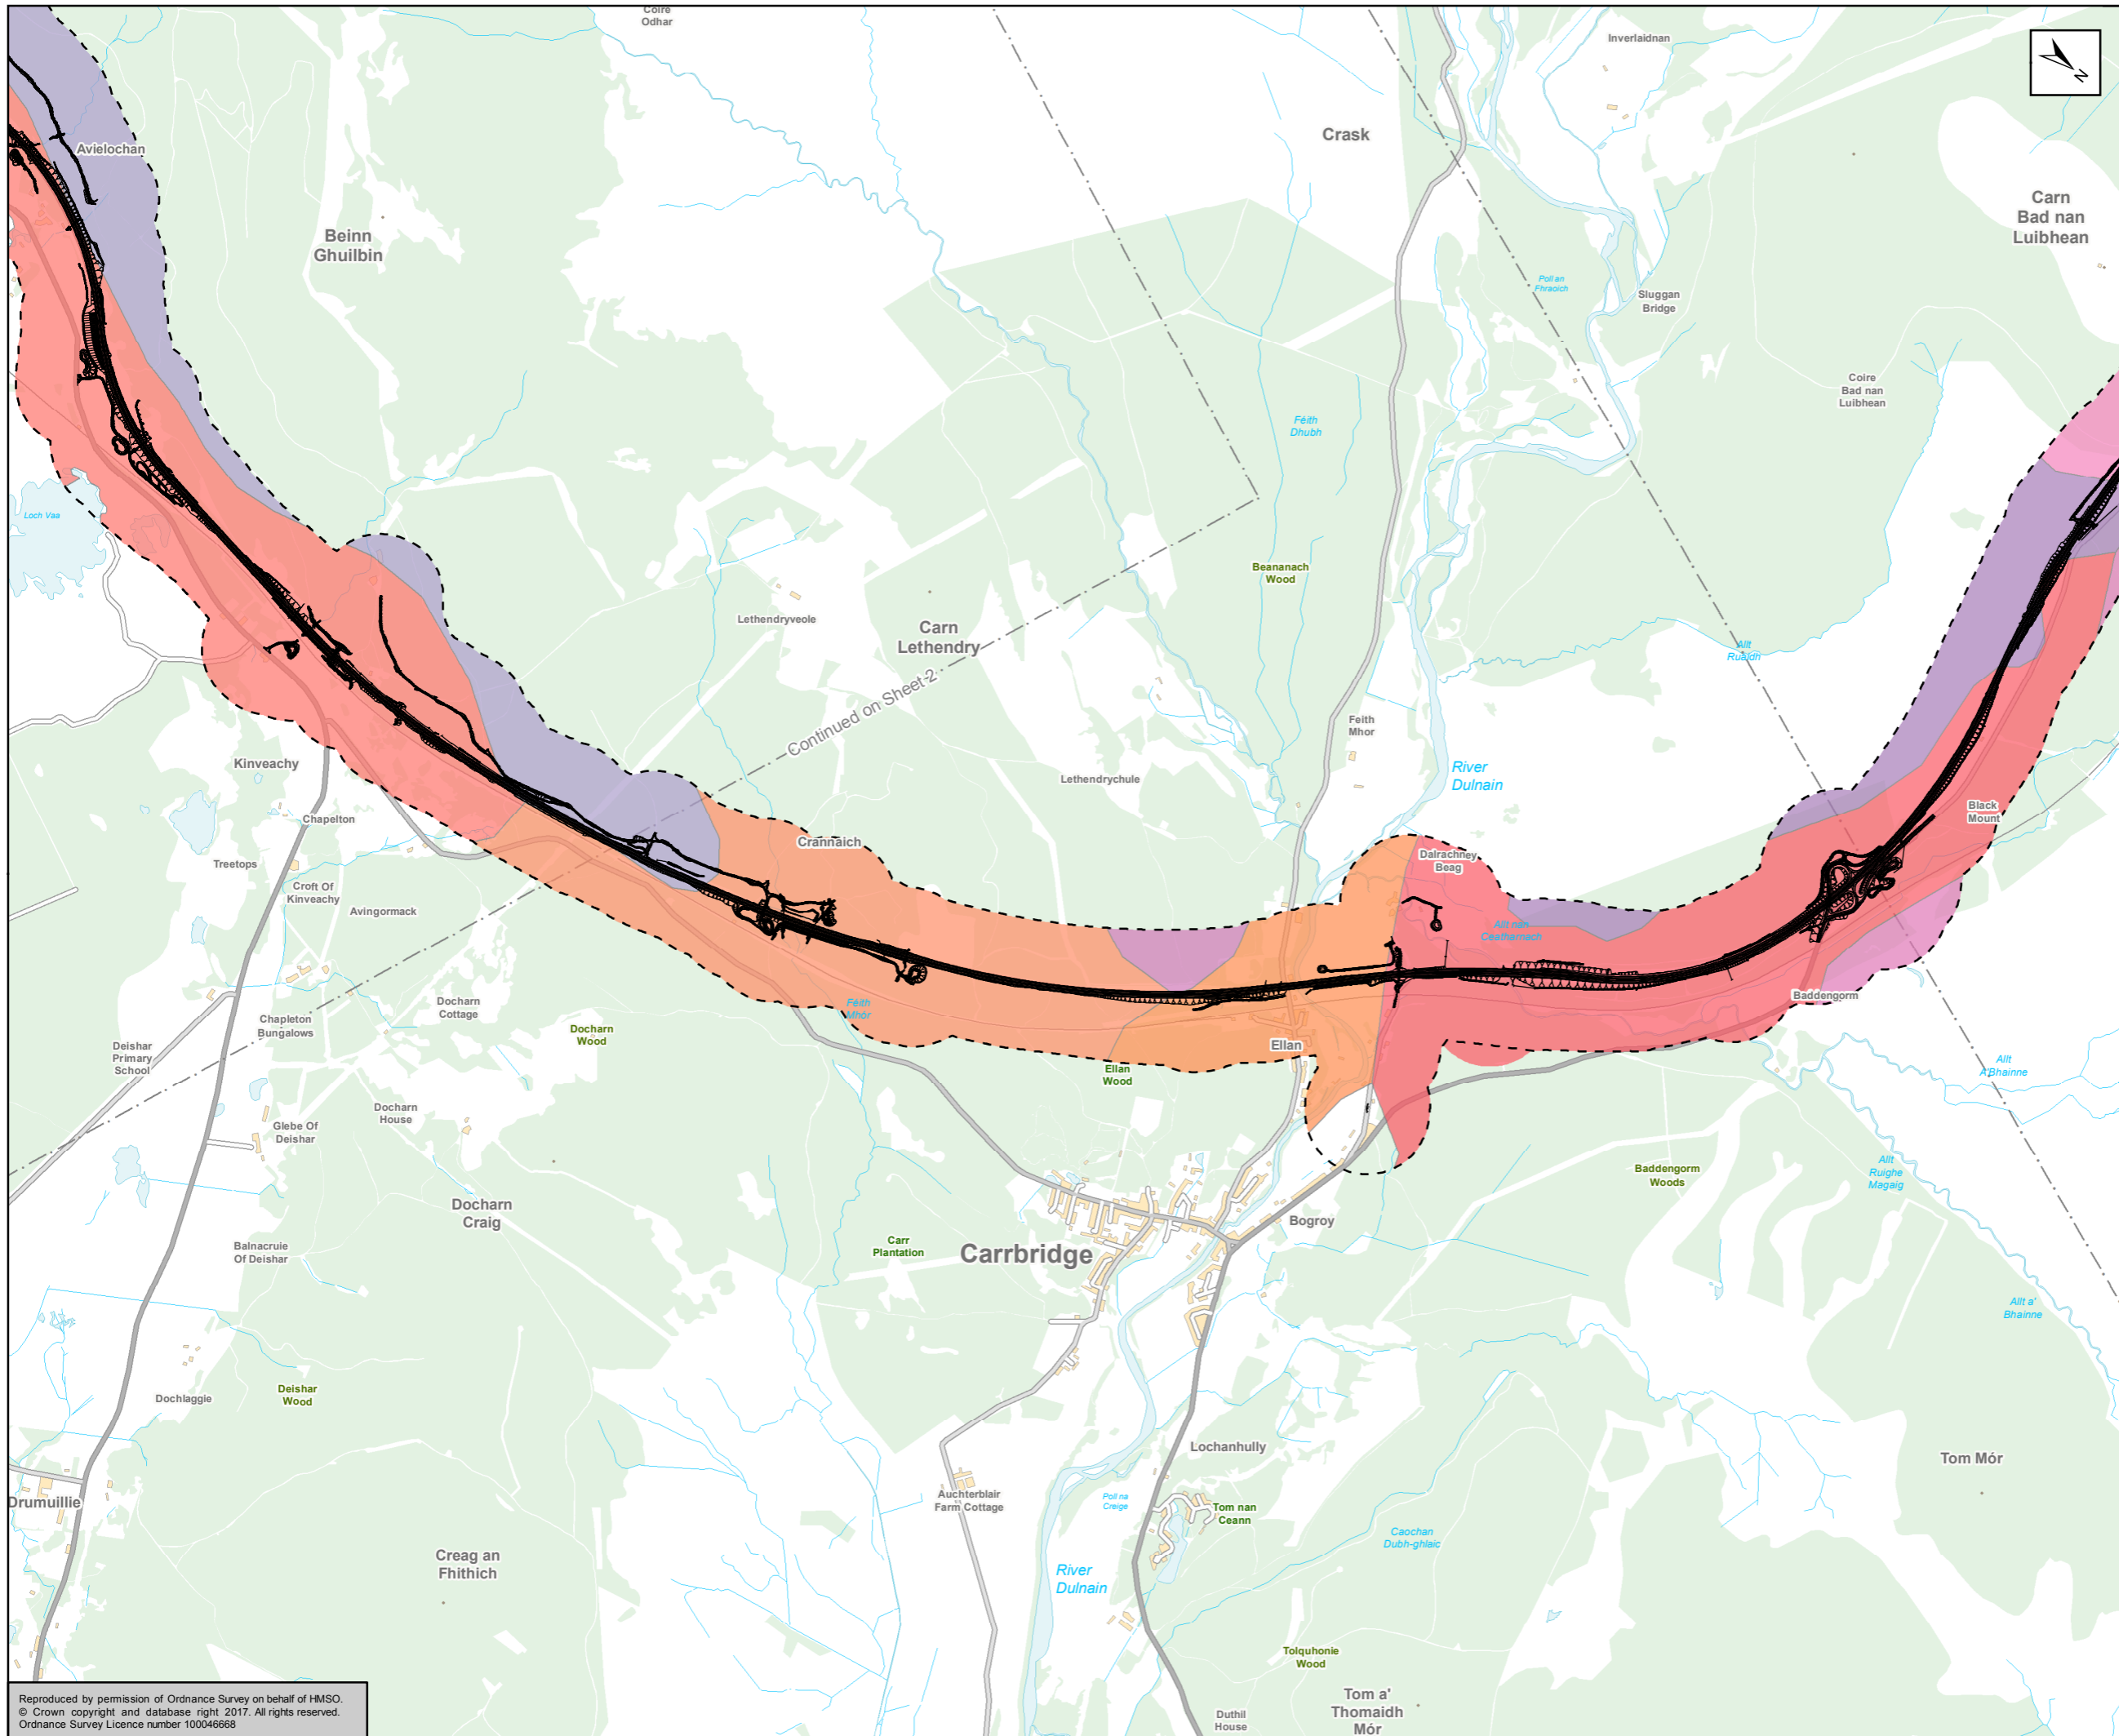 Coire
Odhar
Inverlaidnan
N
Crask
Avielochan
Carn
Bad nan
Luibhean
Beinn
Ghuilbin
Poll an
Fhraoich
Sluggan
Bridge
Coire
Bad nan
Luibhean
Féith
Dhubh
Loch Vaa
Beananach
Wood
Lethendryveole
Carn
Lethendry
Allt
Ruaidh
Continued on Sheet 2
Feith
Mhor
Kinveachy
River
Dulnain
Lethendrychule
Black
Mount
Chapelton
Crannaich
Dalrachney
Beag
Treetops
Croft Of
Kinveachy
Avingormack
Allt nan
Ceatharnach
Docharn
Cottage
Féith
Mhór
Baddengorm
Chapleton
Bungalows
Docharn
Wood
Deishar
Primary
School
Ellan
Ellan
Wood
Allt
A'Bhainne
Docharn
House
Glebe Of
Deishar
Baddengorm
Woods
Allt
Ruighe
Magaig
Docharn
Craig
Bogroy
Balnacruie
Of Deishar
Carr
Plantation
Carrbridge
Allt a'
Bhainne
Dochlaggie
Deishar
Wood
Lochanhully
Tom Mór
Drumuillie
Auchterblair
Farm Cottage
Poll na
Creige
Tom nan
Ceann
Caochan
Dubh-ghlaic
Creag an
Fhithich
River
Dulnain
Tolquhonie
Wood
Tom a'
Thomaidh
Mór
Duthil
House
Reproduced by permission of Ordnance Survey on behalf of HMSO.
© Crown copyright and database right 2017. All rights reserved.
Ordnance Survey Licence number 100046668